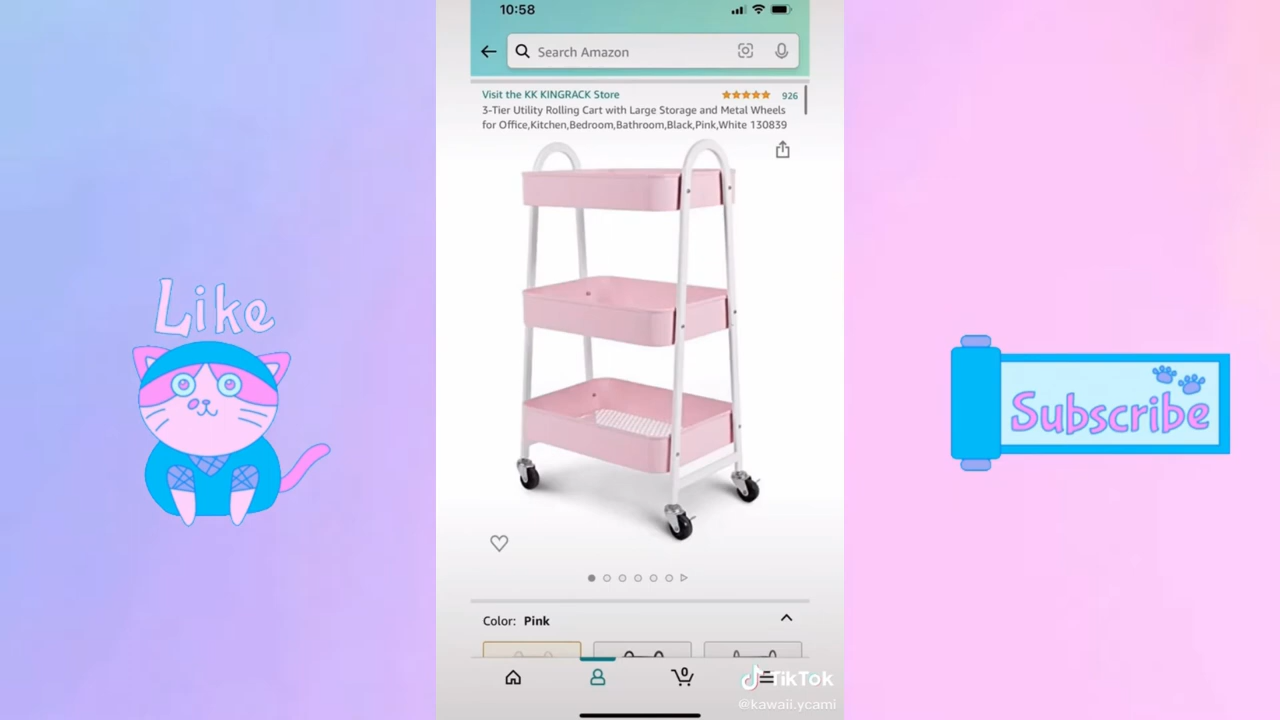 10:58
Search Amazon
Visit the KK KINGRACK Store
926
3-Tier Utility Rolling Cart with Large Storage and Metal Wheels
for Office,Kitchen,Bedroom,Bathroom,Black,Pink,White 130839
Like
Subscribe
Color: Pink
0
TikTok
@kawaii.ycami